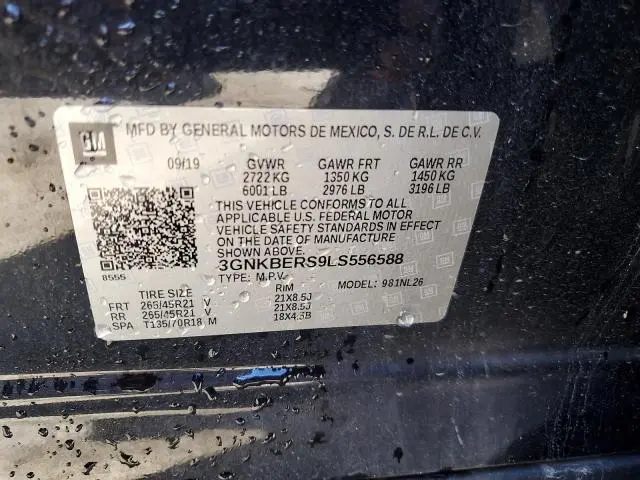 GM
MFD BY GENERAL MOTORS DE MEXICO, S. DE R.L. DE C.V.
09/19 GVWR GAWR FRT GAWR RR
2722 KG 1350 KG 1450 KG
6001 LB 2976 LB 3196 LB
THIS VEHICLE CONFORMS TO ALL
APPLICABLE U.S. FEDERAL MOTOR
VEHICLE SAFETY STANDARDS IN EFFECT
ON THE DATE OF MANUFACTURE
SHOWN ABOVE.
8555 3GNKBERS9LS556588
TYPE: M.P.V. MODEL: 981NL26
TIRE SIZE RIM
FRT 265/45R21 V 21X8.5J
RR 265/45R21 V 21X8.5J
SPA T135/70R18 M 18X4.5B